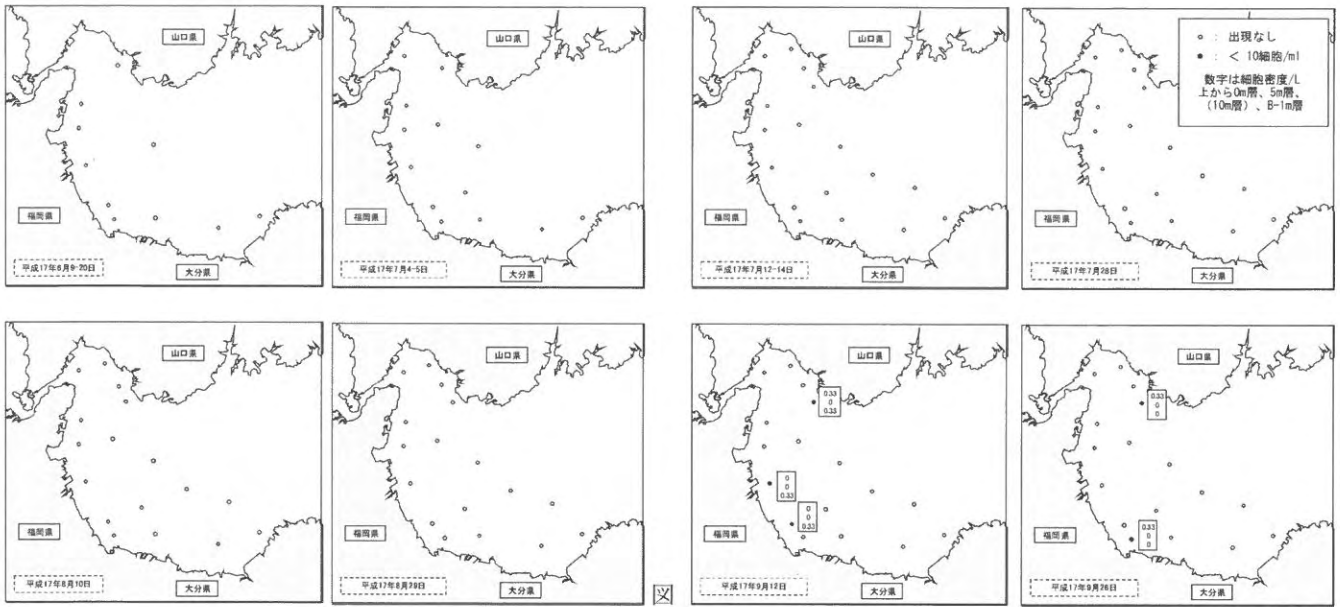 山口県
福岡県
平成17年6月9-20日
大分県
山口県
福岡県
平成17年7月4-5日
大分県
山口県
福岡県
平成17年7月12-14日
大分県
○ : 出現なし
● : < 10細胞/ml
数字は細胞密度/L
上から0m層、5m層、
(10m層)、B-1m層
福岡県
平成17年7月28日
大分県
山口県
福岡県
平成17年8月10日
大分県
山口県
福岡県
平成17年8月29日
大分県
図
山口県
0.33
0
0.33
0
0
0.33
0
0
0.33
福岡県
平成17年9月12日
大分県
山口県
0.33
0
0
0.33
0
0
福岡県
平成17年9月26日
大分県